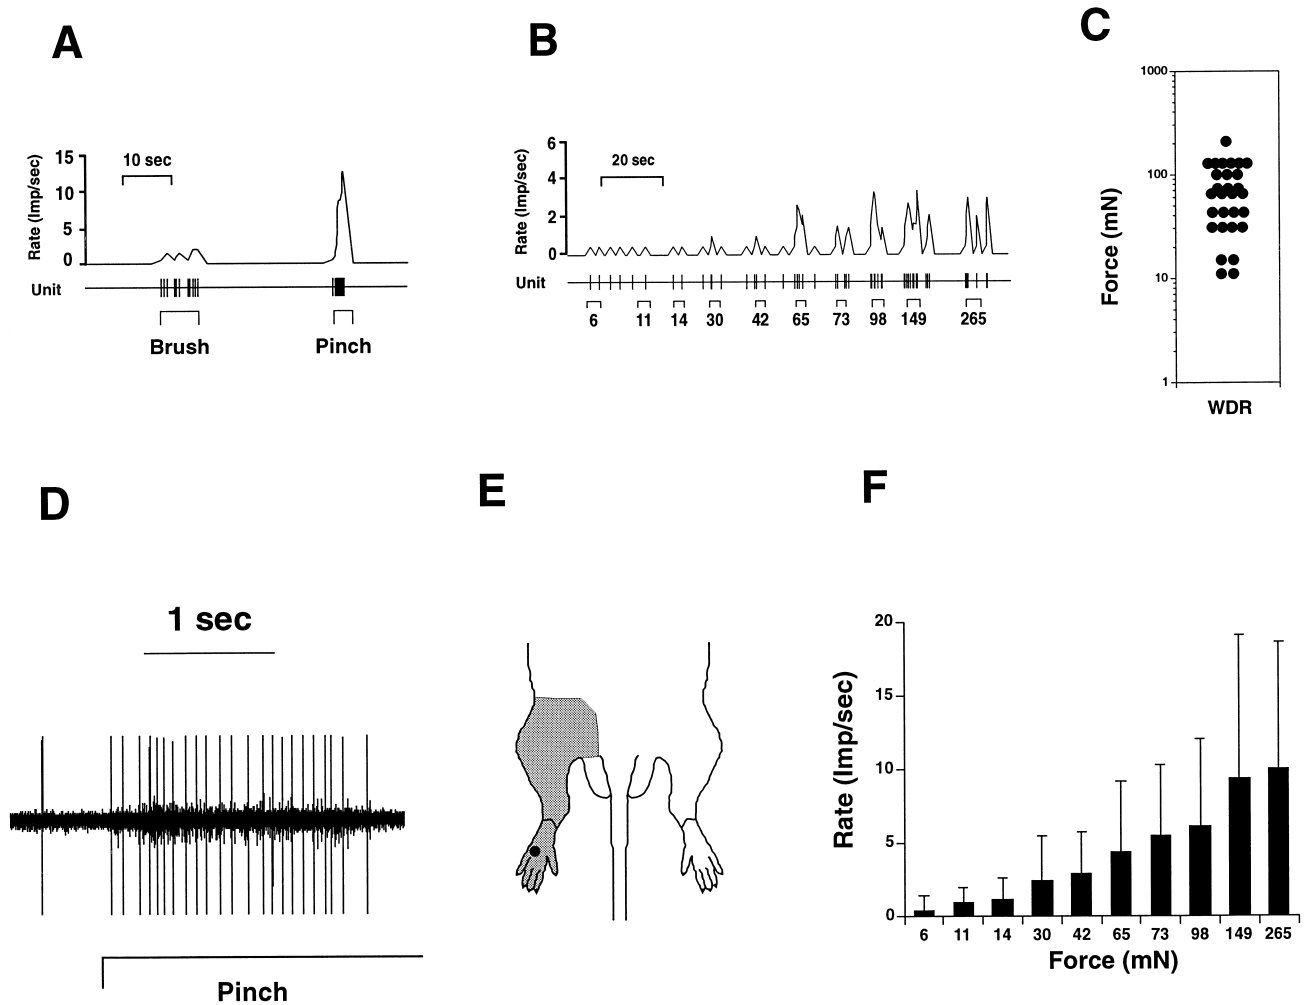 A
Rate (Imp/sec)
15
10
5
0
10 sec
Unit
Brush Pinch
B
Rate (Imp/sec)
6
4
2
0
20 sec
Unit
6 11 14 30 42 65 73 98 149 265
C
Force (mN)
1000
100
10
1
WDR
D
1 sec
Pinch
E
F
Rate (Imp/sec)
20
15
10
5
0
6 11 14 30 42 65 73 98 149 265
Force (mN)